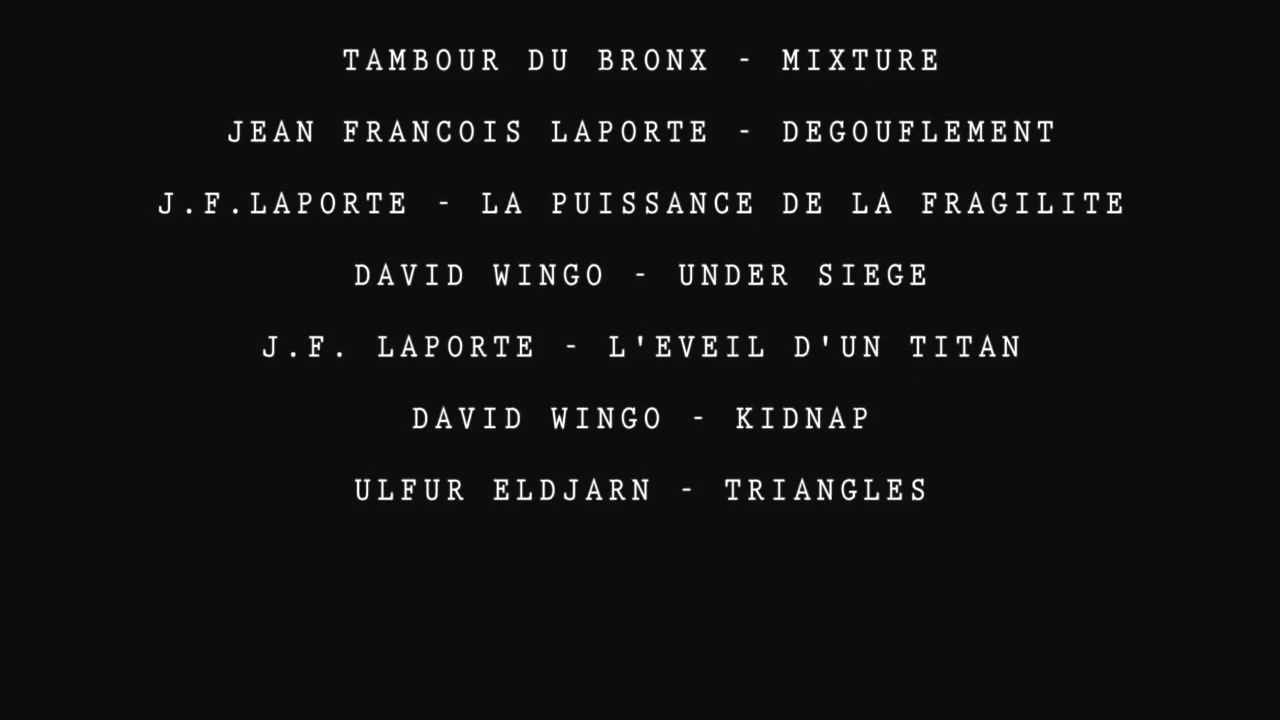 TAMBOUR DU BRONX - MIXTURE
JEAN FRANCOIS LAPORTE - DEGOUFLEMENT
J.F.LAPORTE - LA PUISSANCE DE LA FRAGILITE
DAVID WINGO - UNDER SIEGE
J.F. LAPORTE - L'EVEIL D'UN TITAN
DAVID WINGO - KIDNAP
ULFUR ELDJARN - TRIANGLES